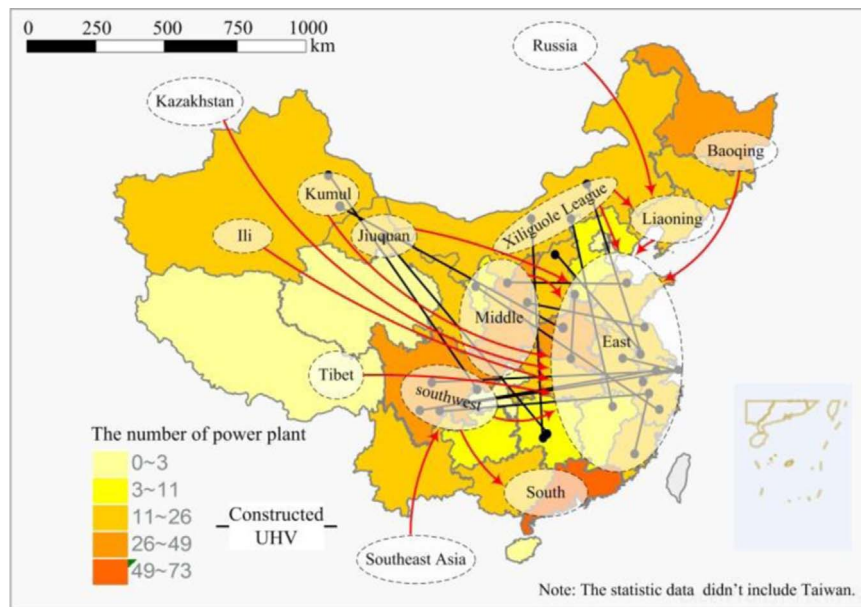 0 250 500 750 1000
km
Russia
Kazakhstan
Baoqing
Kumul
Xiliguole League
Liaoning
Ili
Jiuquan
Middle
East
Tibet
southwest
The number of power plant
0~3
3~11
11~26
26~49
49~73
Constructed
UHV
South
Southeast Asia
Note: The statistic data didn't include Taiwan.